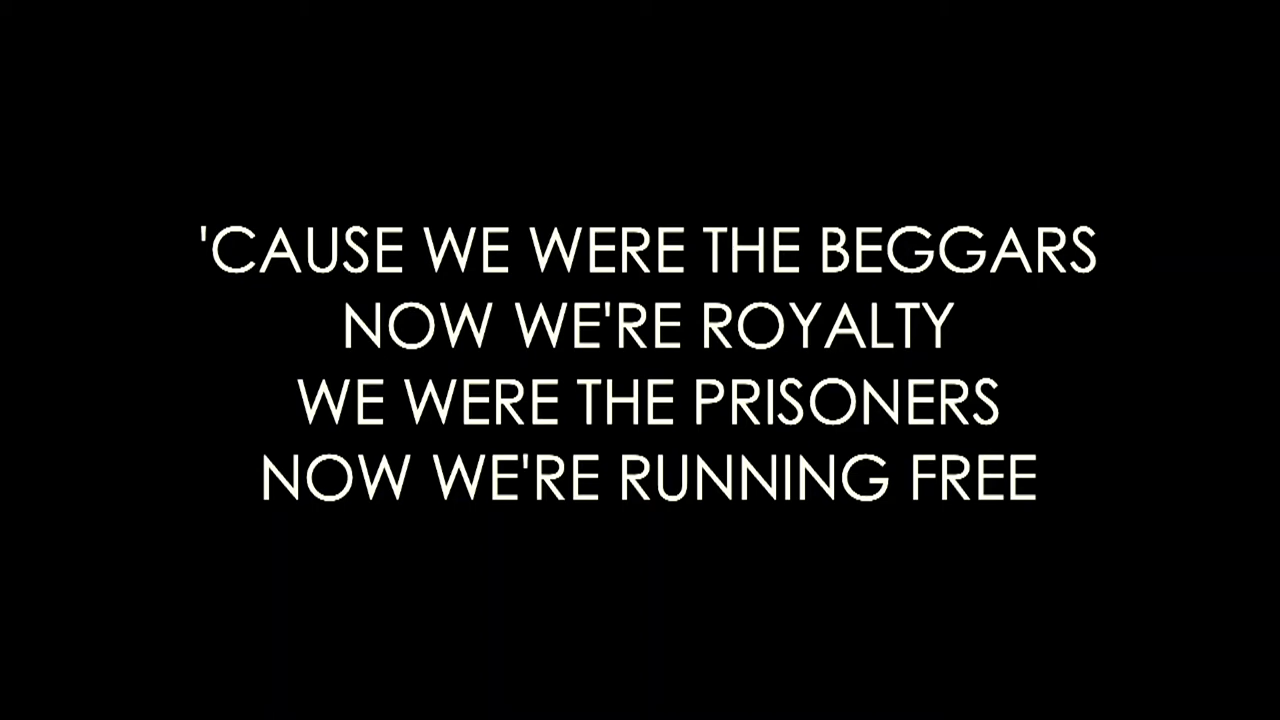 'CAUSE WE WERE THE BEGGARS
NOW WE'RE ROYALTY
WE WERE THE PRISONERS
NOW WE'RE RUNNING FREE